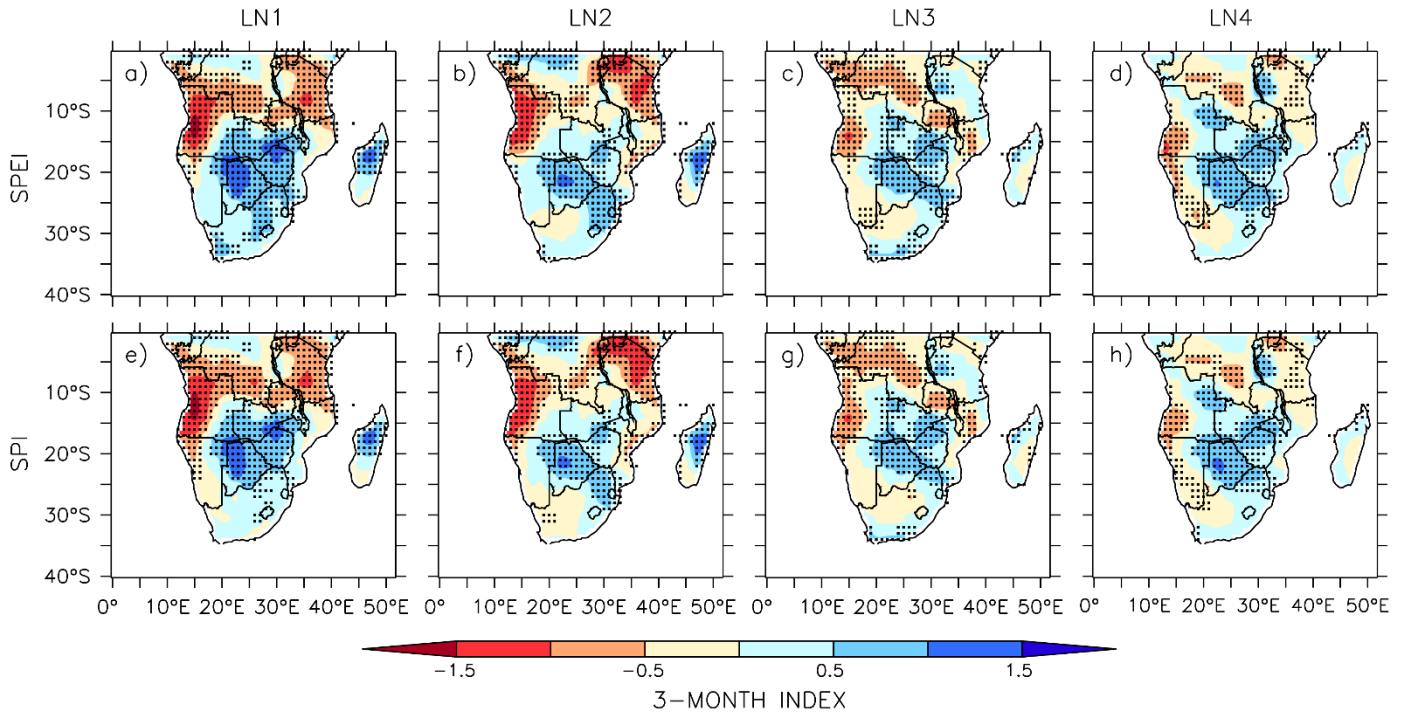 LN1 LN2 LN3 LN4
a) b) c) d)
SPEI
10°S
20°S
30°S
40°S
e) f) g) h)
SPI
10°S
20°S
30°S
40°S
0° 10°E 20°E 30°E 40°E 50°E 0° 10°E 20°E 30°E 40°E 50°E 0° 10°E 20°E 30°E 40°E 50°E 0° 10°E 20°E 30°E 40°E 50°E
−1.5 −0.5 0.5 1.5
3−MONTH INDEX